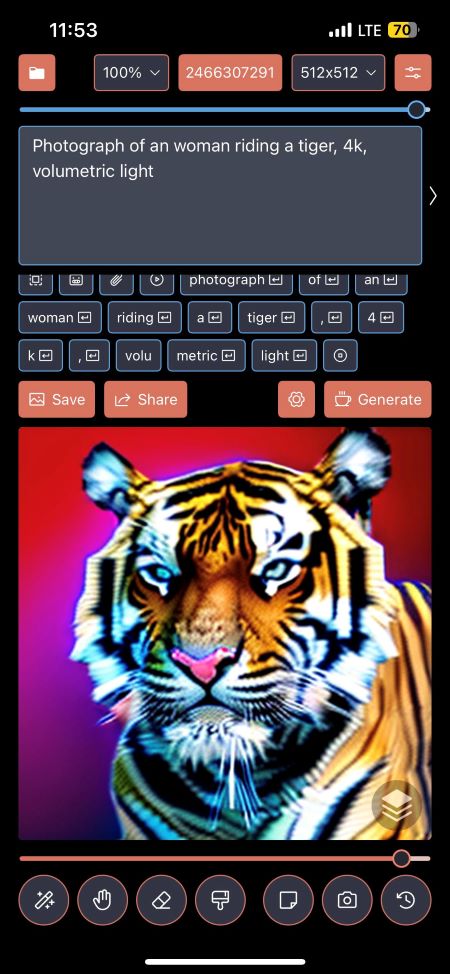 11:53
LTE 70
100% 2466307291 512x512
Photograph of an woman riding a tiger, 4k,
volumetric light
photograph of an
woman riding a tiger , 4
k , volu metric light
Save Share Generate